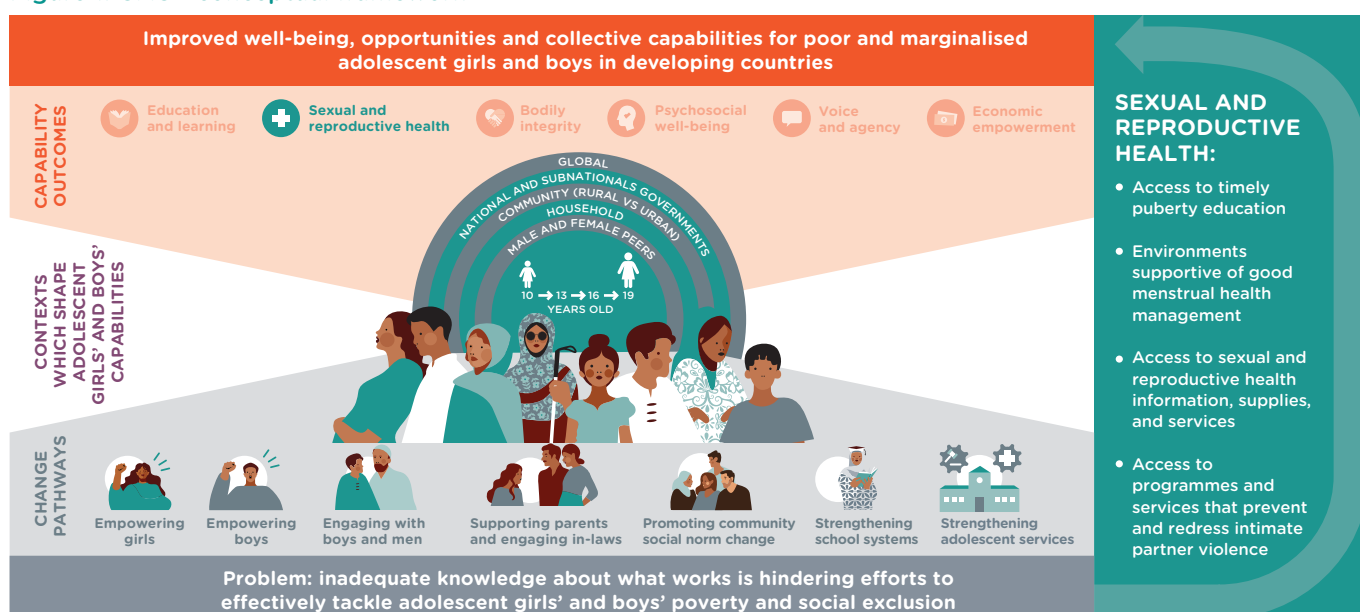 Improved well-being, opportunities and collective capabilities for poor and marginalised
adolescent girls and boys in developing countries
CAPABILITY
OUTCOMES
Education
and learning
Sexual and
reproductive health
Bodily
integrity
Psychosocial
well-being
Voice
and agency
Economic
empowerment
CONTEXTS
WHICH SHAPE
ADOLESCENT
GIRLS’ AND BOYS’
CAPABILITIES
GLOBAL
NATIONAL AND SUBNATIONALS GOVERNMENTS
COMMUNITY (RURAL VS URBAN)
HOUSEHOLD
MALE AND FEMALE PEERS
10 → 13 → 16 → 19
YEARS OLD
CHANGE
PATHWAYS
Empowering
girls
Empowering
boys
Engaging with
boys and men
Supporting parents
and engaging in-laws
Promoting community
social norm change
Strengthening
school systems
Strengthening
adolescent services
Problem: inadequate knowledge about what works is hindering efforts to
effectively tackle adolescent girls’ and boys’ poverty and social exclusion
SEXUAL AND
REPRODUCTIVE
HEALTH:
• Access to timely
puberty education
• Environments
supportive of good
menstrual health
management
• Access to sexual and
reproductive health
information, supplies,
and services
• Access to
programmes and
services that prevent
and redress intimate
partner violence